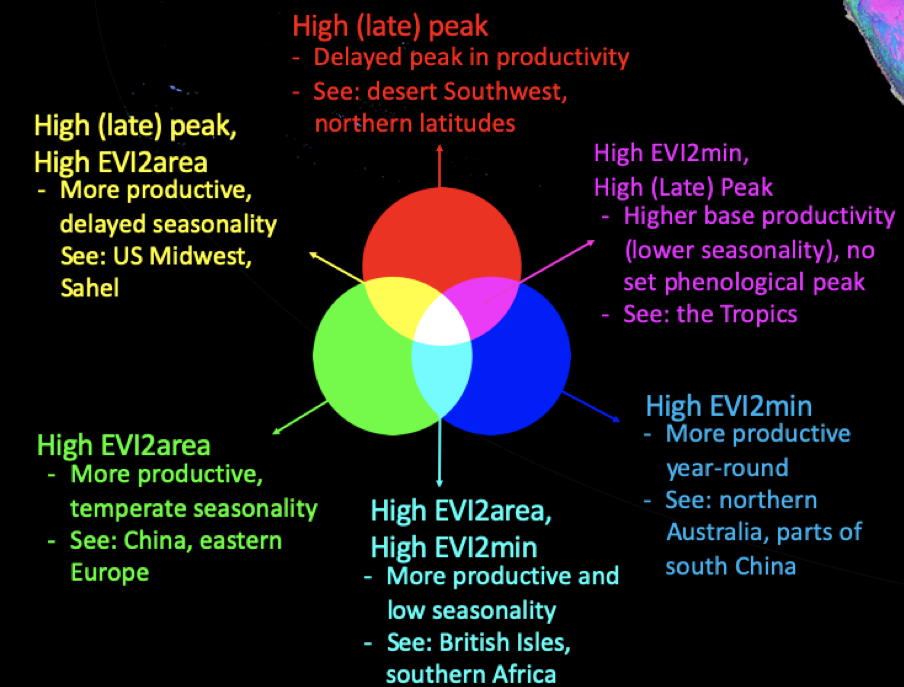 High (late) peak
- Delayed peak in productivity
- See: desert Southwest,
northern latitudes
High (late) peak,
High EVI2area
- More productive,
delayed seasonality
See: US Midwest,
Sahel
High EVI2min,
High (Late) Peak
- Higher base productivity
(lower seasonality), no
set phenological peak
- See: the Tropics
High EVI2area
- More productive,
temperate seasonality
- See: China, eastern
Europe
High EVI2area,
High EVI2min
- More productive and
low seasonality
- See: British Isles,
southern Africa
High EVI2min
- More productive
year-round
- See: northern
Australia, parts of
south China